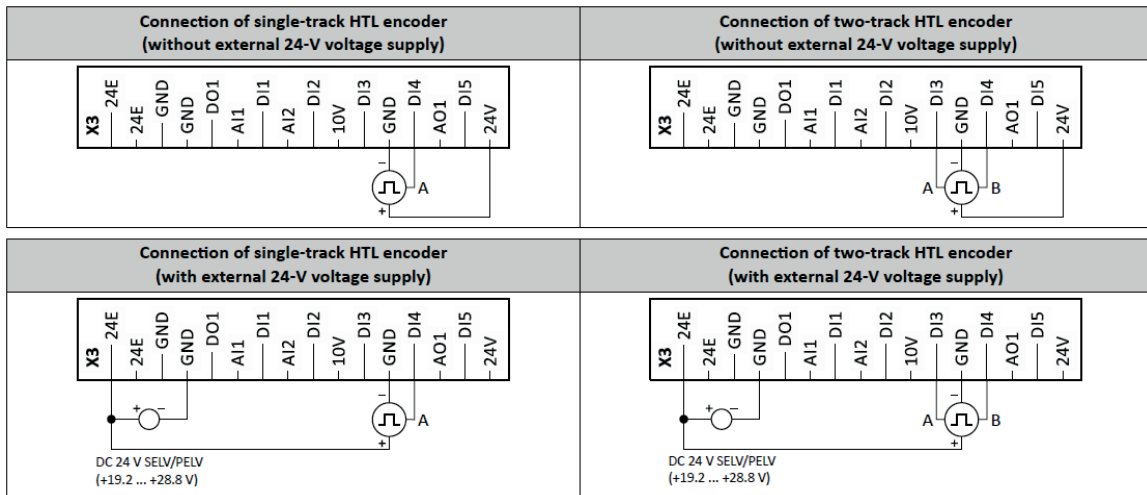 Connection of single-track HTL encoder
(without external 24-V voltage supply)
X3 24E 24E GND GND DO1 AI1 DI1 AI2 DI2 10V DI3 GND DI4 AO1 DI5 24V
−
A
+
Connection of two-track HTL encoder
(without external 24-V voltage supply)
X3 24E 24E GND GND DO1 AI1 DI1 AI2 DI2 10V DI3 GND DI4 AO1 DI5 24V
−
A B
+
Connection of single-track HTL encoder
(with external 24-V voltage supply)
X3 24E 24E GND GND DO1 AI1 DI1 AI2 DI2 10V DI3 GND DI4 AO1 DI5 24V
+ − −
A
+
DC 24 V SELV/PELV
(+19.2 ... +28.8 V)
Connection of two-track HTL encoder
(with external 24-V voltage supply)
X3 24E 24E GND GND DO1 AI1 DI1 AI2 DI2 10V DI3 GND DI4 AO1 DI5 24V
+ − −
A B
+
DC 24 V SELV/PELV
(+19.2 ... +28.8 V)